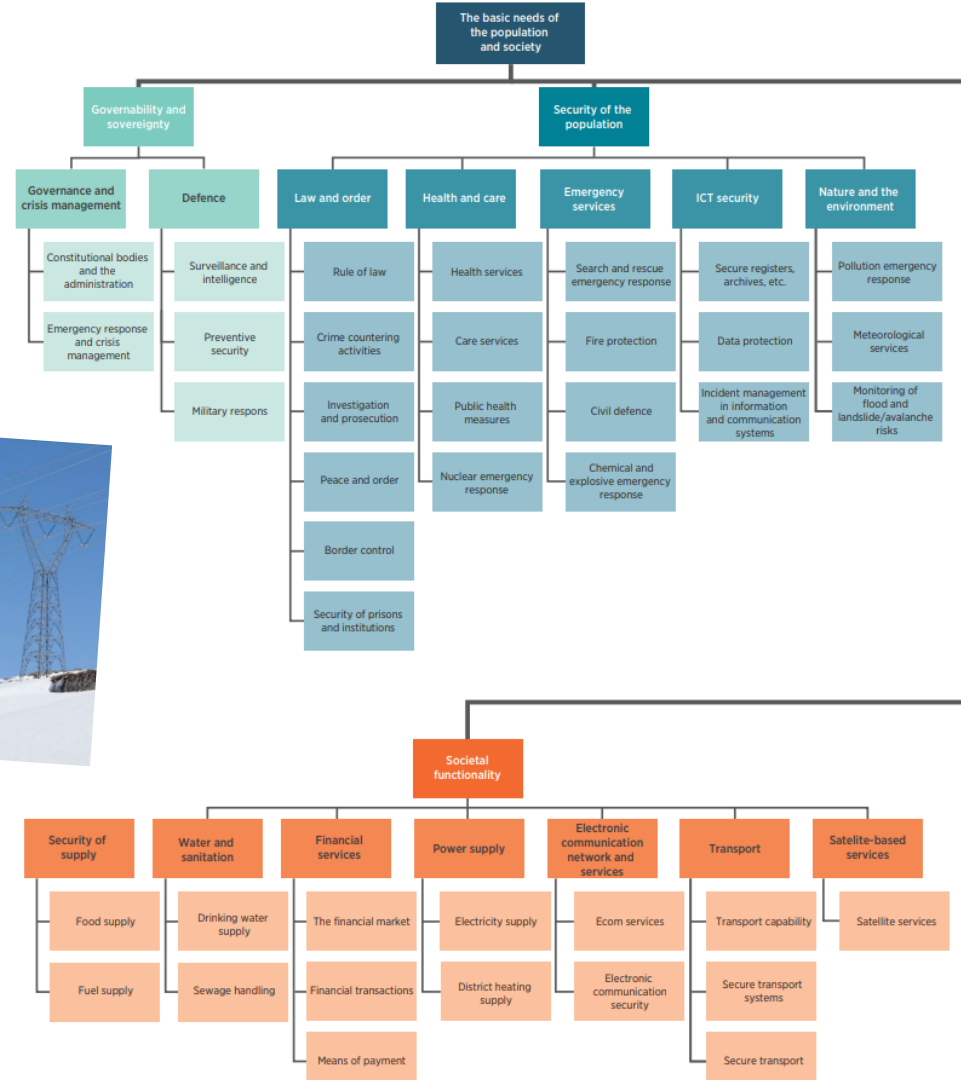 The basic needs of
the population
and society
Governability and
sovereignty
Security of the
population
Governance and
crisis management
Defence
Law and order
Health and care
Emergency
services
ICT security
Nature and the
environment
Constitutional bodies
and the
administration
Emergency response
and crisis
management
Surveillance and
intelligence
Preventive
security
Military respons
Rule of law
Crime countering
activities
Investigation
and prosecution
Peace and order
Border control
Security of prisons
and institutions
Health services
Care services
Public health
measures
Nuclear emergency
response
Search and rescue
emergency response
Fire protection
Civil defence
Chemical and
explosive emergency
response
Secure registers,
archives, etc.
Data protection
Incident management
in information
and communication
systems
Pollution emergency
response
Meteorological
services
Monitoring of
flood and
landslide/avalanche
risks
Societal
functionality
Security of
supply
Water and
sanitation
Financial
services
Power supply
Electronic
communication
network and
services
Transport
Satelite-based
services
Food supply
Fuel supply
Drinking water
supply
Sewage handling
The financial market
Financial transactions
Means of payment
Electricity supply
District heating
supply
Ecom services
Electronic
communication
security
Transport capability
Secure transport
systems
Secure transport
Satellite services